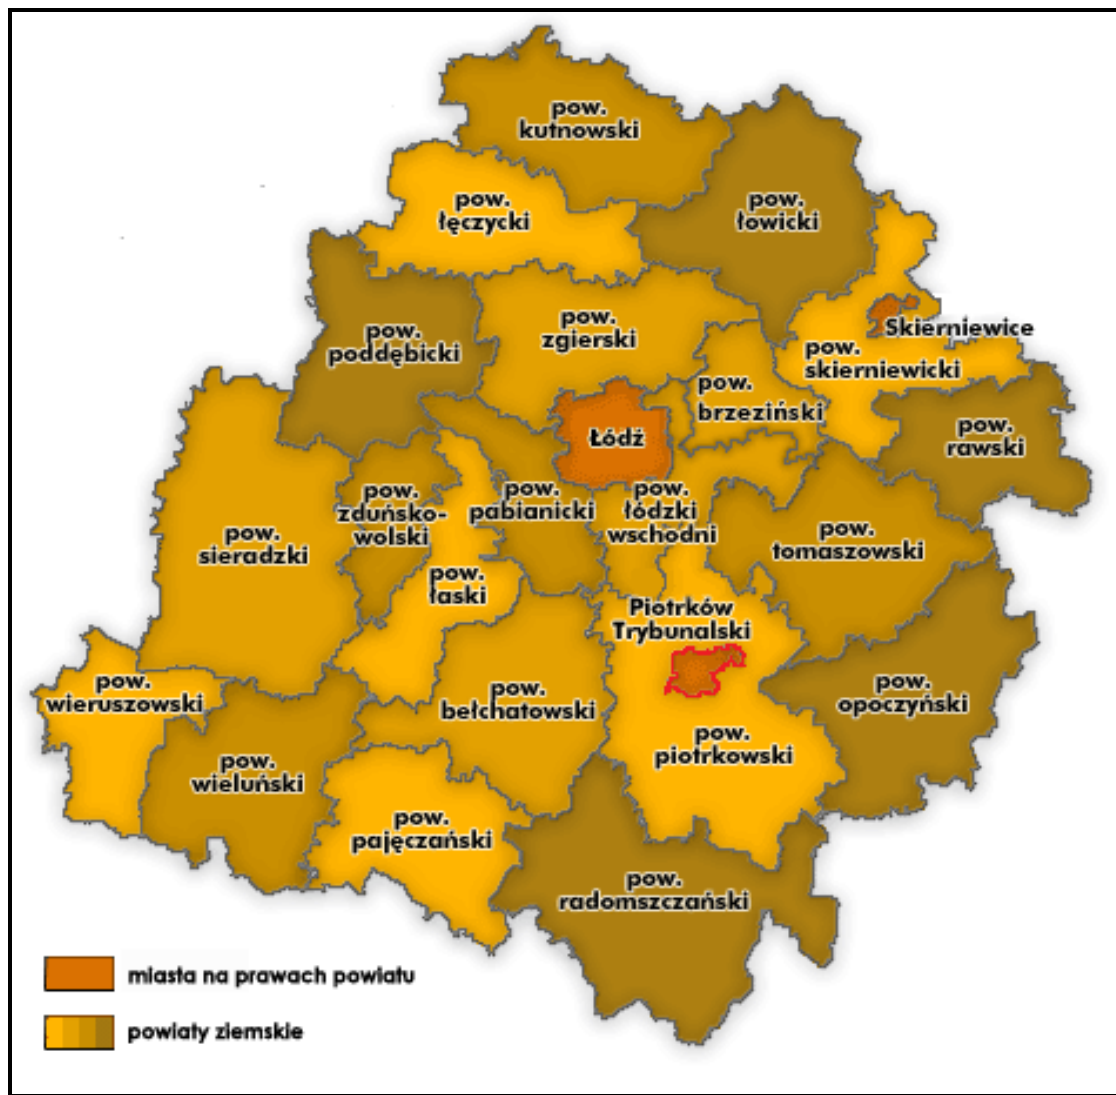 pow.
kutnowski
pow.
łęczycki
pow.
łowicki
pow.
poddębicki
pow.
zgierski
Skierniewice
pow.
skierniewicki
pow.
brzeziński
Łódź
pow.
rawski
pow.
sieradzki
pow.
zduńsko-
wolski
pow.
pabianicki
pow.
łódzki
wschodni
pow.
tomaszowski
pow.
łaski
Piotrków
Trybunalski
pow.
wieruszowski
pow.
bełchatowski
pow.
opoczyński
pow.
piotrkowski
pow.
wieluński
pow.
pajęczański
pow.
radomszczański
miasta na prawach powiatu
powiaty ziemskie